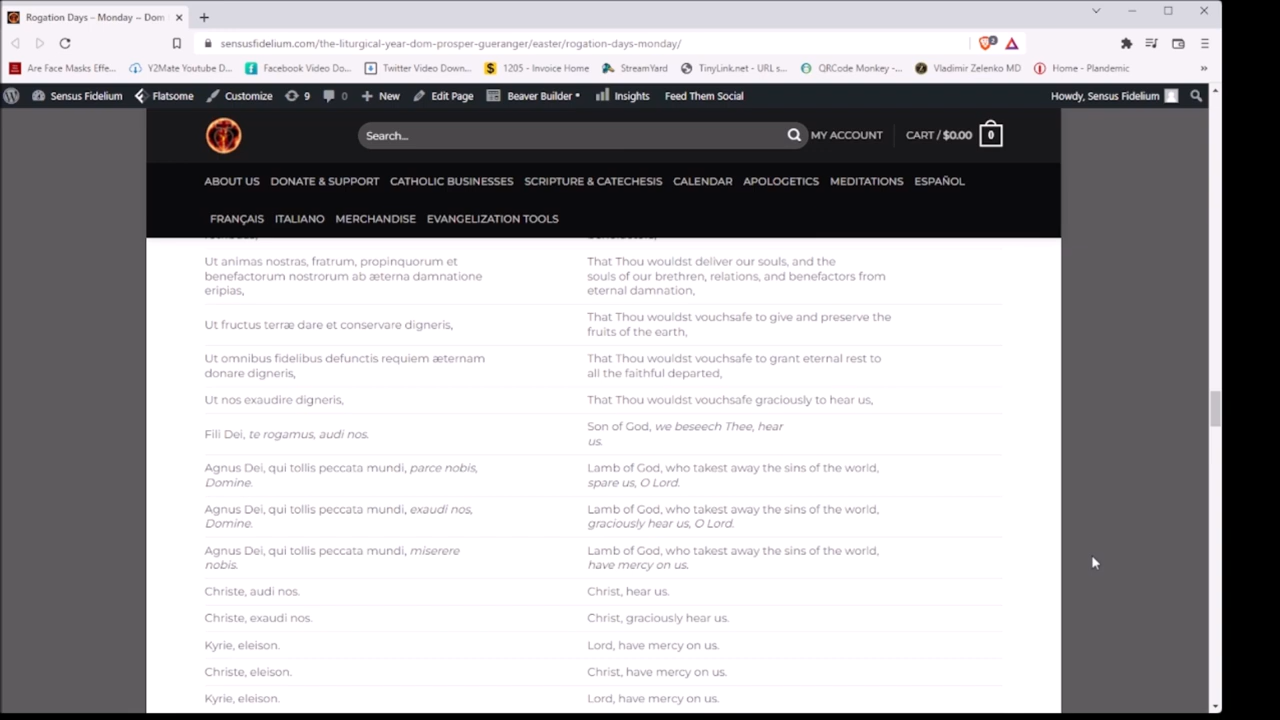 Rogation Days – Monday – Dom
sensusfidelium.com/the-liturgical-year-dom-prosper-gueranger/easter/rogation-days-monday/
Are Face Masks Effe... Y2Mate Youtube D... Facebook Video Do... Twitter Video Down... 1205 - Invoice Home StreamYard TinyLink.net - URL s... QRCode Monkey -... Vladimir Zelenko MD Home - Plandemic
Sensus Fidelium Flatsome Customize 9 0 New Edit Page Beaver Builder Insights Feed Them Social Howdy, Sensus Fidelium
Search... MY ACCOUNT CART / $0.00 0
ABOUT US DONATE & SUPPORT CATHOLIC BUSINESSES SCRIPTURE & CATECHESIS CALENDAR APOLOGETICS MEDITATIONS ESPAÑOL
FRANÇAIS ITALIANO MERCHANDISE EVANGELIZATION TOOLS
Ut animas nostras, fratrum, propinquorum et
benefactorum nostrorum ab æterna damnatione
eripias,
That Thou wouldst deliver our souls, and the
souls of our brethren, relations, and benefactors from
eternal damnation,
Ut fructus terræ dare et conservare digneris,
That Thou wouldst vouchsafe to give and preserve the
fruits of the earth,
Ut omnibus fidelibus defunctis requiem æternam
donare digneris,
That Thou wouldst vouchsafe to grant eternal rest to
all the faithful departed,
Ut nos exaudire digneris,
That Thou wouldst vouchsafe graciously to hear us,
Fili Dei, te rogamus, audi nos.
Son of God, we beseech Thee, hear
us.
Agnus Dei, qui tollis peccata mundi, parce nobis,
Domine.
Lamb of God, who takest away the sins of the world,
spare us, O Lord.
Agnus Dei, qui tollis peccata mundi, exaudi nos,
Domine.
Lamb of God, who takest away the sins of the world,
graciously hear us, O Lord.
Agnus Dei, qui tollis peccata mundi, miserere
nobis.
Lamb of God, who takest away the sins of the world,
have mercy on us.
Christe, audi nos.
Christ, hear us.
Christe, exaudi nos.
Christ, graciously hear us.
Kyrie, eleison.
Lord, have mercy on us.
Christe, eleison.
Christ, have mercy on us.
Kyrie, eleison.
Lord, have mercy on us.